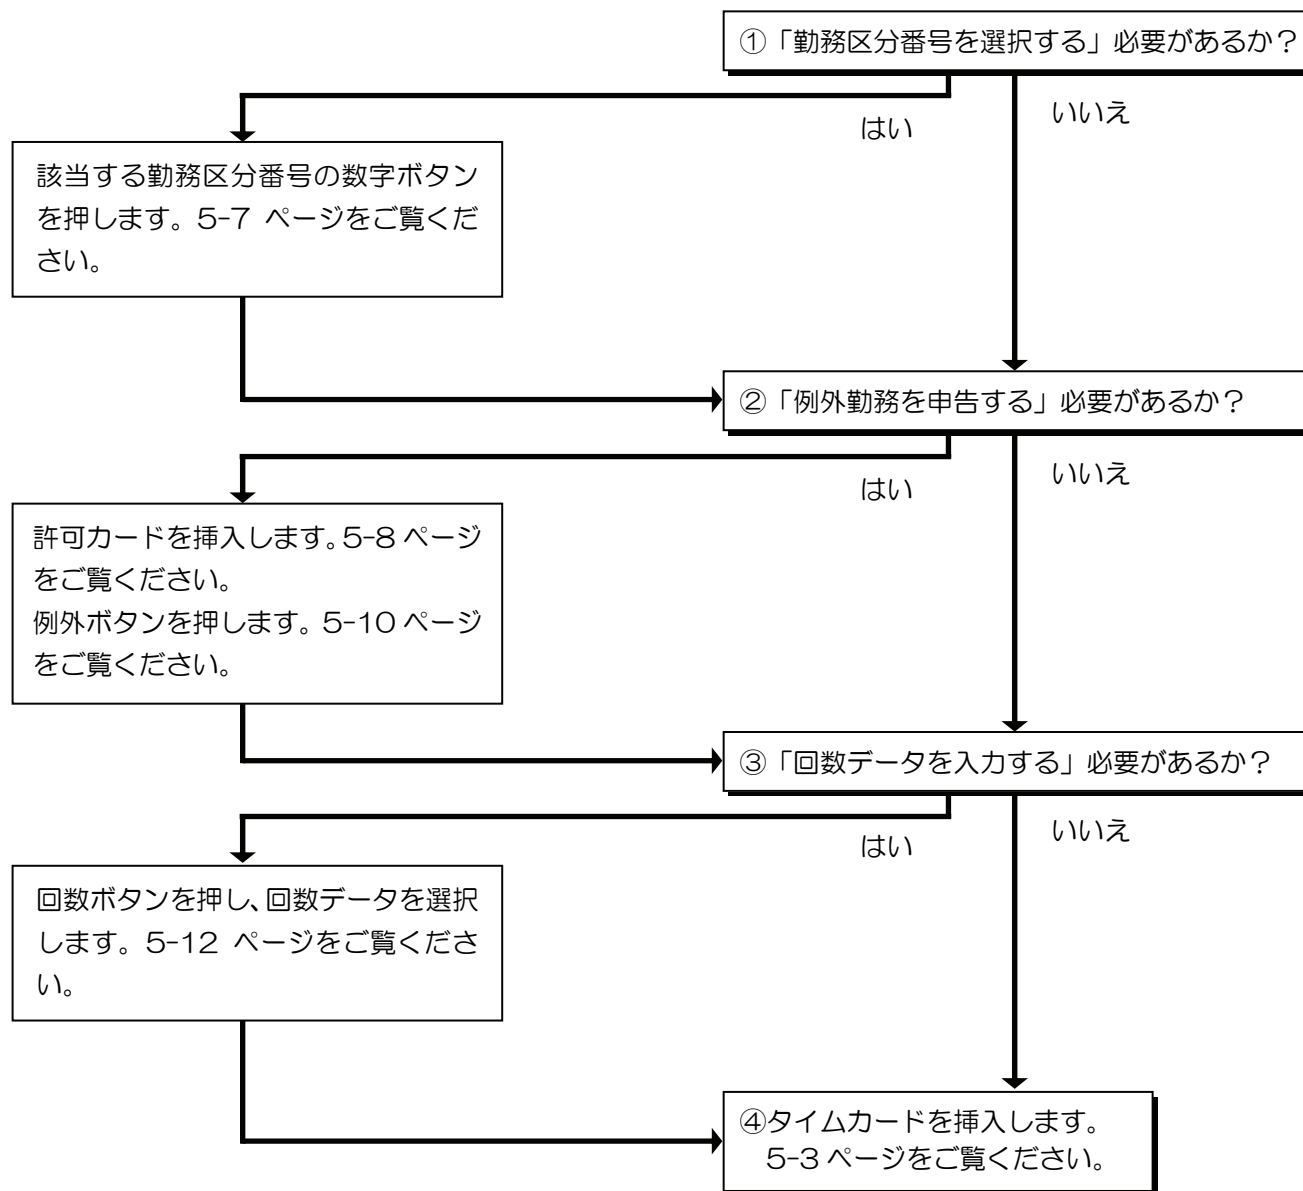 ①「勤務区分番号を選択する」必要があるか？
はい
いいえ
該当する勤務区分番号の数字ボタン
を押します。5-7 ページをご覧くだ
さい。
②「例外勤務を申告する」必要があるか？
はい
いいえ
許可カードを挿入します。5-8 ページ
をご覧ください。
例外ボタンを押します。5-10 ページ
をご覧ください。
③「回数データを入力する」必要があるか？
はい
いいえ
回数ボタンを押し、回数データを選択
します。5-12 ページをご覧くださ
い。
④タイムカードを挿入します。
5-3 ページをご覧ください。